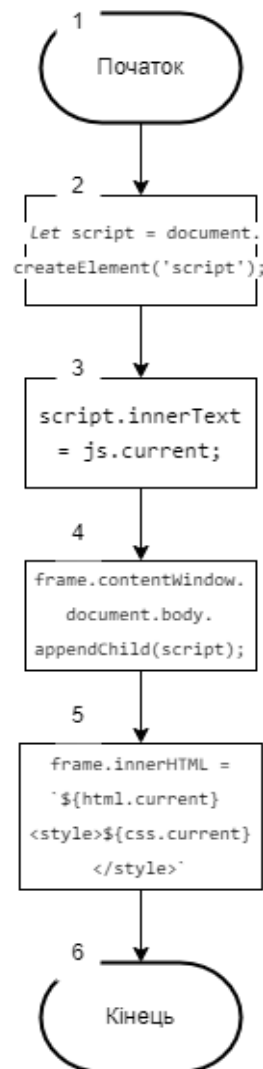 1
Початок
2
let script = document.
createElement('script');
3
script.innerText
= js.current;
4
frame.contentWindow.
document.body.
appendChild(script);
5
frame.innerHTML =
`${html.current}
<style>${css.current}
</style>`
6
Кінець